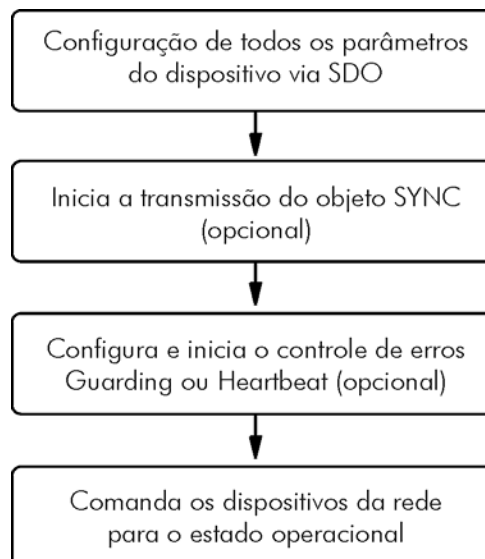 Configuração de todos os parâmetros
do dispositivo via SDO
Inicia a transmissão do objeto SYNC
(opcional)
Configura e inicia o controle de erros
Guarding ou Heartbeat (opcional)
Comanda os dispositivos da rede
para o estado operacional